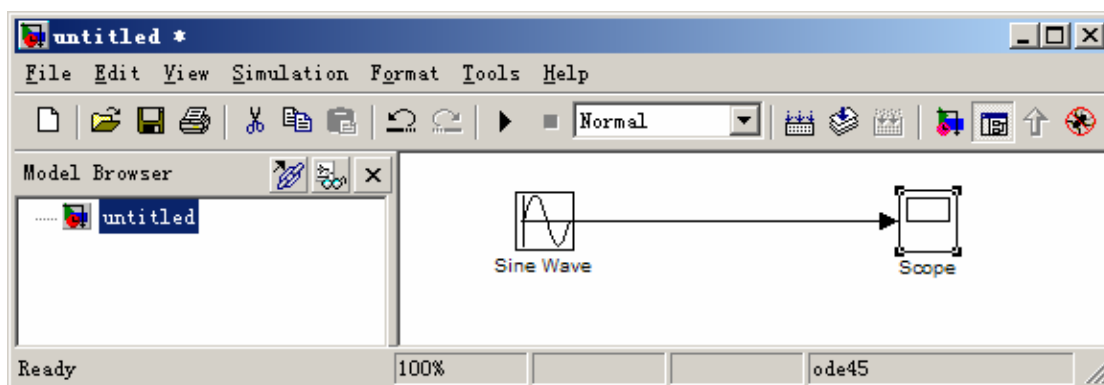 untitled *
File Edit View Simulation Format Tools Help
Normal
Model Browser
untitled
Sine Wave
Scope
Ready 100% ode45